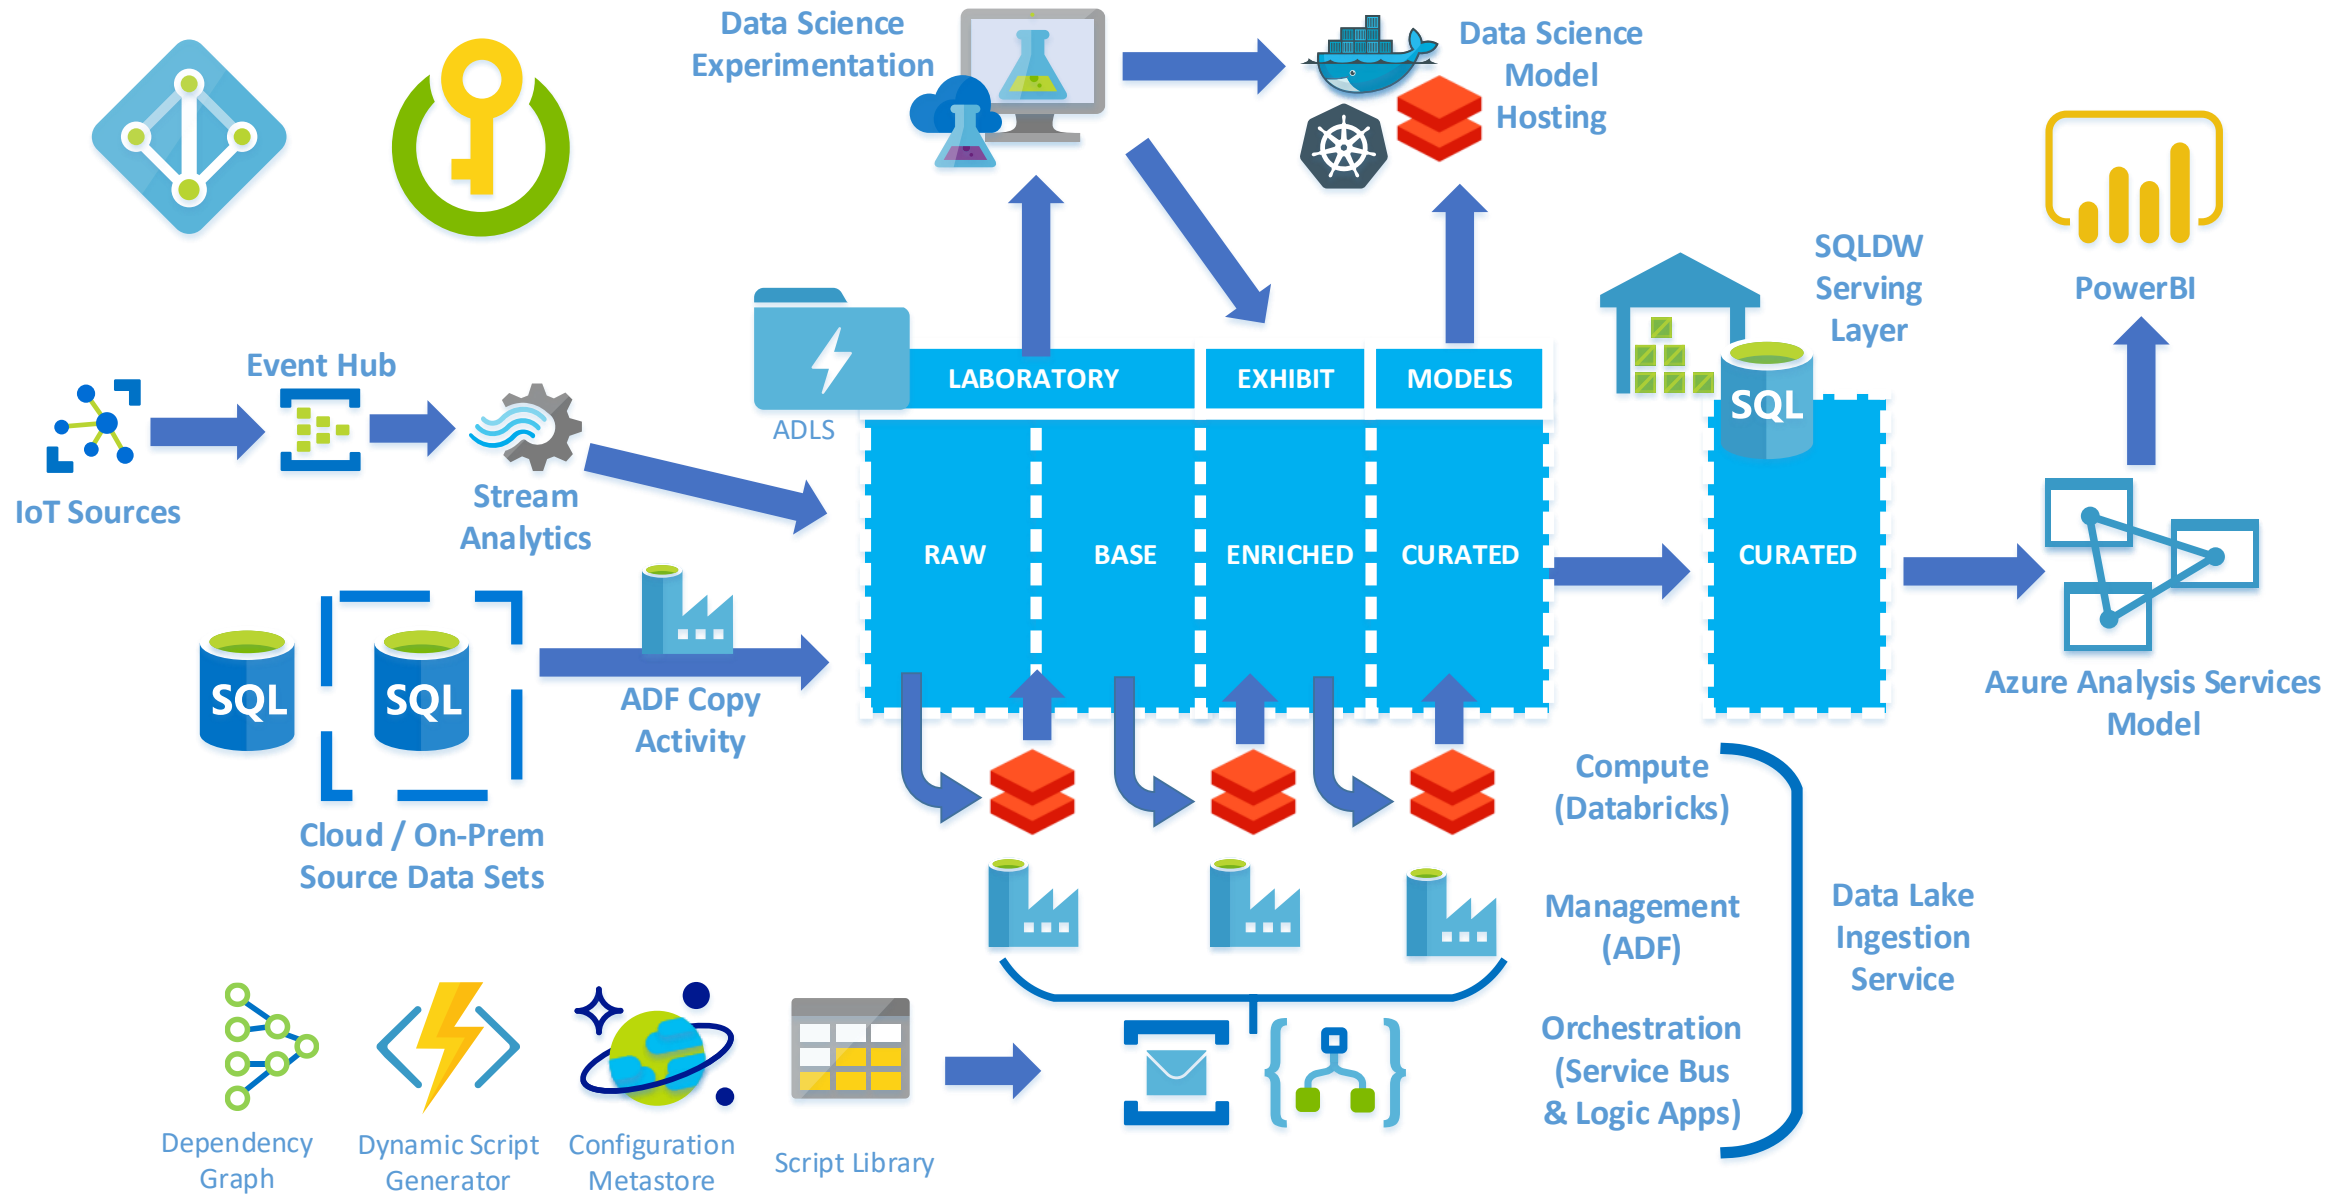 Data Science
Experimentation
Data Science
Model
Hosting
SQLDW
Serving
Layer
PowerBI
Event Hub
IoT Sources
Stream
Analytics
ADLS
LABORATORY
EXHIBIT
MODELS
SQL
RAW
BASE
ENRICHED
CURATED
CURATED
SQL
SQL
ADF Copy
Activity
Azure Analysis Services
Model
Cloud / On-Prem
Source Data Sets
Compute
(Databricks)
Management
(ADF)
Data Lake
Ingestion
Service
Orchestration
(Service Bus
& Logic Apps)
Dependency
Graph
Dynamic Script
Generator
Configuration
Metastore
Script Library